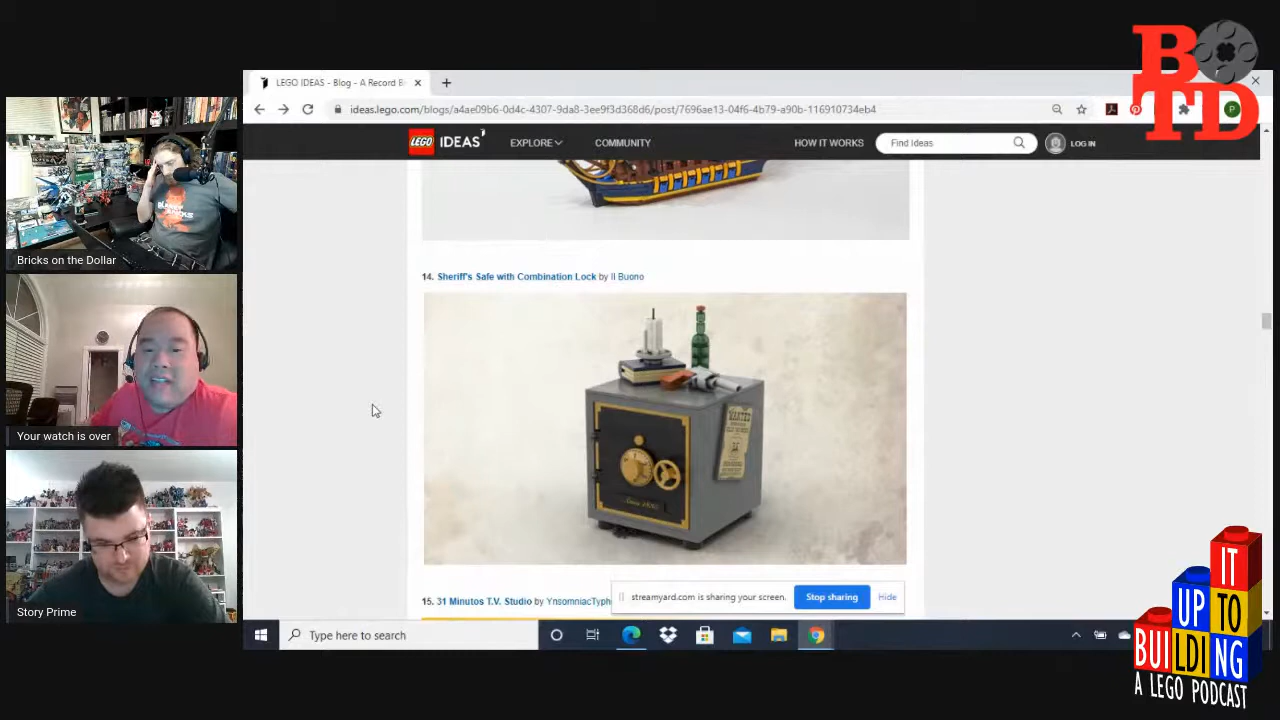 BO
TD
LEGO IDEAS - Blog - A Record B
ideas.lego.com/blogs/a4ae09b6-0d4c-4307-9da8-3ee9f3d368d6/post/7696ae13-04f6-4b79-a90b-116910734eb4
P
LEGO IDEAS
EXPLORE
COMMUNITY
HOW IT WORKS
Find Ideas
LOG IN
Bricks on the Dollar
14. Sheriff's Safe with Combination Lock by Il Buono
WANTED
Your watch is over
Story Prime
15. 31 Minutos T.V. Studio by YnsomniacTyph
streamyard.com is sharing your screen.
Stop sharing
Hide
Type here to search
IT
UP TO
BUILDING
A LEGO PODCAST